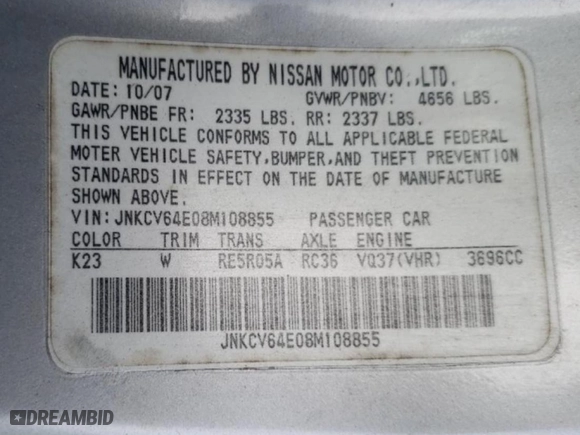 MANUFACTURED BY NISSAN MOTOR CO.,LTD.
DATE: 10/07 GVWR/PNBV: 4656 LBS.
GAWR/PNBE FR: 2335 LBS. RR: 2337 LBS.
THIS VEHICLE CONFORMS TO ALL APPLICABLE FEDERAL
MOTER VEHICLE SAFETY,BUMPER,AND THEFT PREVENTION
STANDARDS IN EFFECT ON THE DATE OF MANUFACTURE
SHOWN ABOVE.
VIN:JNKCV64E08M108855 PASSENGER CAR
COLOR TRIM TRANS AXLE ENGINE
K23 W RE5R05A RC36 VQ37(VHR) 3696CC
JNKCV64E08M108855
DREAMBID